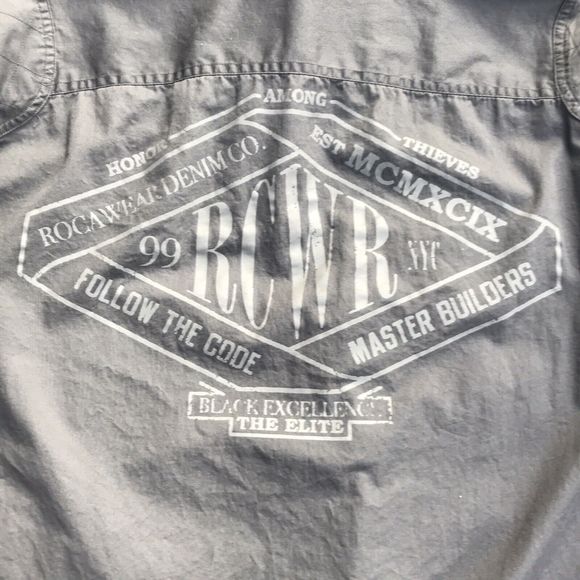 HONOR AMONG THIEVES
ROCAWEAR DENIM CO.
EST MCMXCIX
99 RCWR NYC
FOLLOW THE CODE
MASTER BUILDERS
BLACK EXCELLENCE
THE ELITE